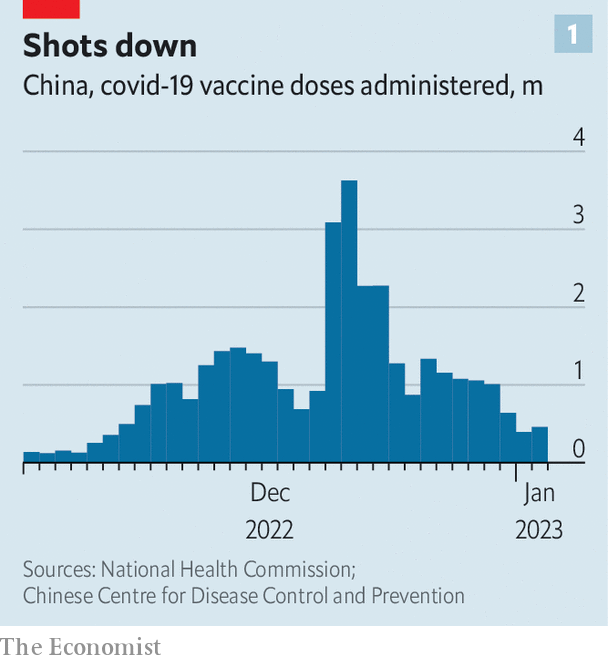 Shots down
1
China, covid-19 vaccine doses administered, m
4
3
2
1
0
Dec
Jan
2022
2023
Sources: National Health Commission;
Chinese Centre for Disease Control and Prevention
The Economist